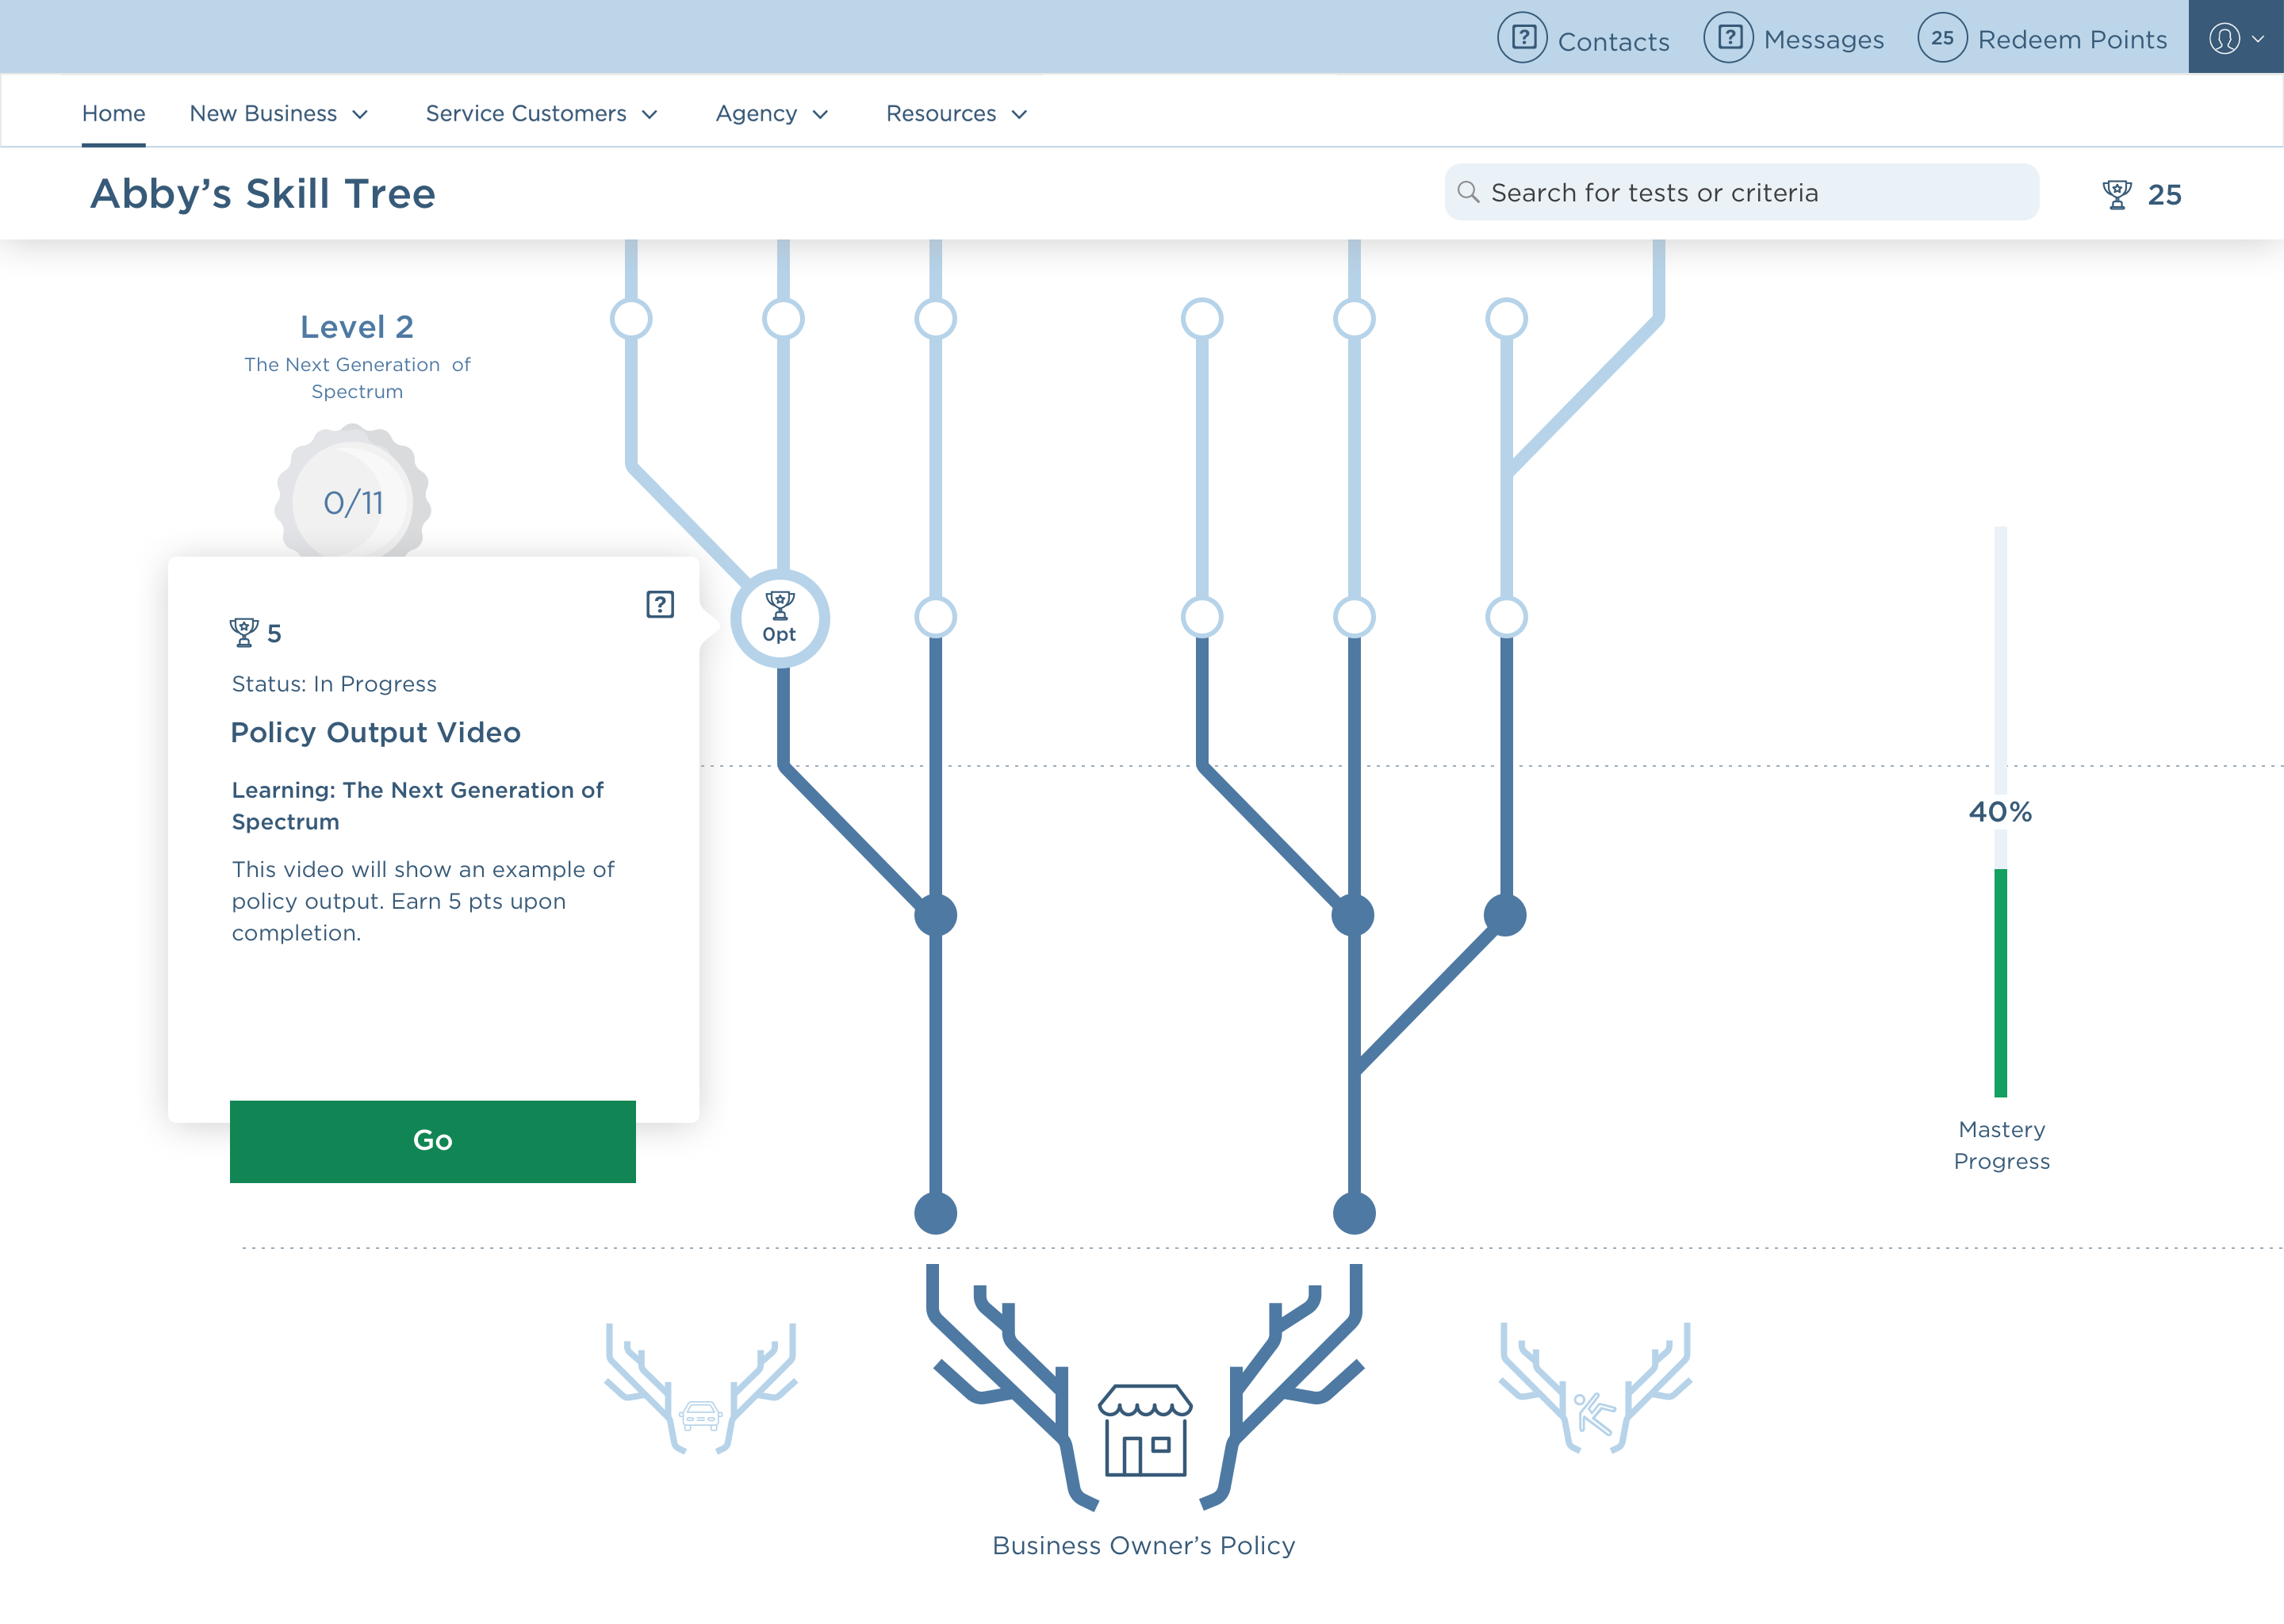 ? Contacts
? Messages
25 Redeem Points
Home New Business Service Customers Agency Resources
Abby’s Skill Tree
Search for tests or criteria
25
Level 2
The Next Generation of
Spectrum
0/11
?
5
Status: In Progress
Policy Output Video
Learning: The Next Generation of
Spectrum
This video will show an example of
policy output. Earn 5 pts upon
completion.
Go
0pt
40%
Mastery
Progress
Business Owner’s Policy